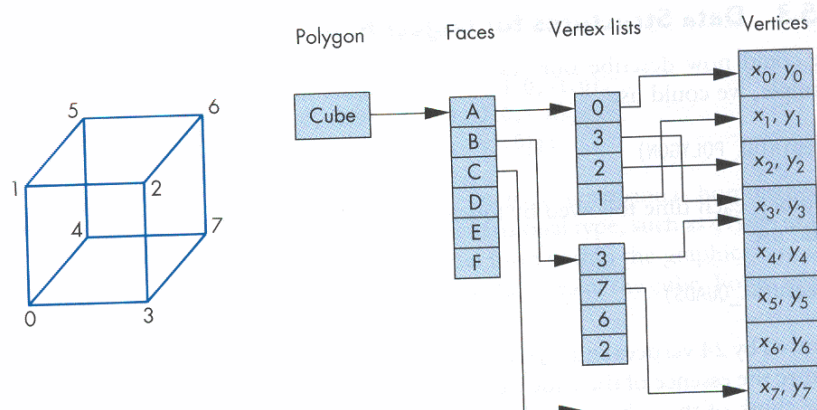 Polygon
Faces
Vertex lists
Vertices
Cube
A
B
C
D
E
F
0
3
2
1
3
7
6
2
x₀, y₀
x₁, y₁
x₂, y₂
x₃, y₃
x₄, y₄
x₅, y₅
x₆, y₆
x₇, y₇
5
6
1
2
4
7
0
3